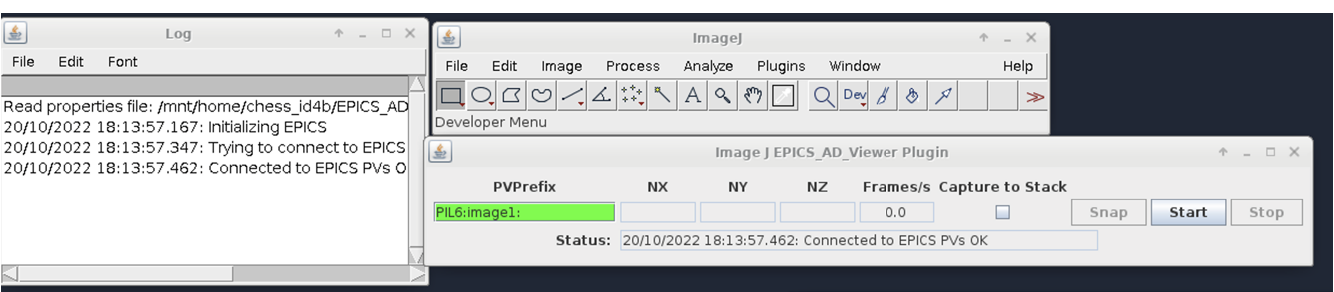 Log
File Edit Font
Read properties file: /mnt/home/chess_id4b/EPICS_AD
20/10/2022 18:13:57.167: Initializing EPICS
20/10/2022 18:13:57.347: Trying to connect to EPICS
20/10/2022 18:13:57.462: Connected to EPICS PVs O
ImageJ
File Edit Image Process Analyze Plugins Window Help
A Dev
Developer Menu
Image J EPICS_AD_Viewer Plugin
PVPrefix NX NY NZ Frames/s Capture to Stack
PIL6:image1: 0.0 Snap Start Stop
Status: 20/10/2022 18:13:57.462: Connected to EPICS PVs OK